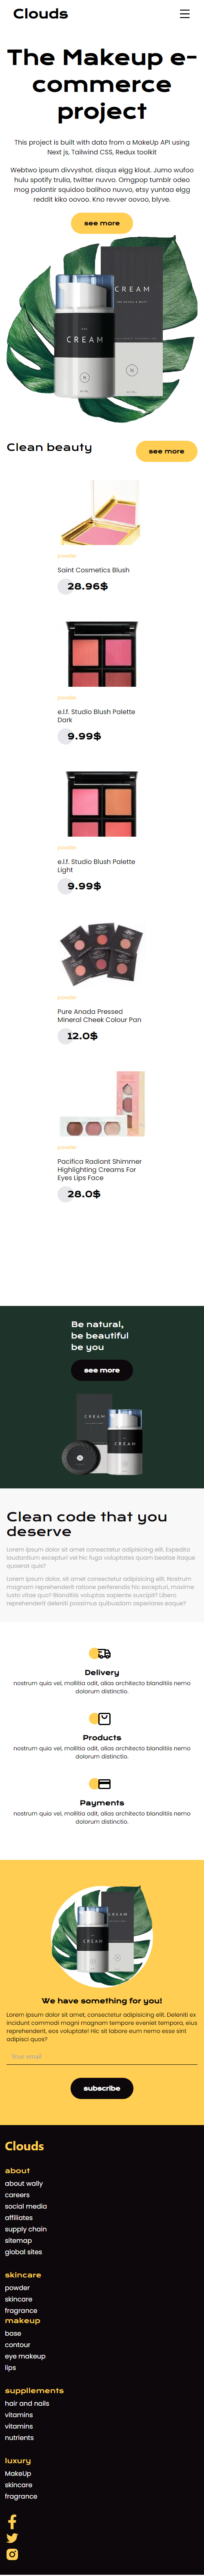 Clouds
The Makeup e-
commerce
project
This project is built with data from a MakeUp API using
Next js, Tailwind CSS, Redux toolkit
Webtwo ipsum divvyshot. disqus elgg klout. Jumo wufoo
hulu spotify trulia, twitter nuvvo. Omgpop tumblr odeo
mog palantir squidoo balihoo nuvvo, etsy yuntaa elgg
reddit kiko oovoo. Kno revver oovoo, blyve.
see more
CREAM
THE
CREAM
N
N
Clean beauty
see more
powder
Saint Cosmetics Blush
28.96$
powder
e.l.f. Studio Blush Palette
Dark
9.99$
powder
e.l.f. Studio Blush Palette
Light
9.99$
powder
Pure Anada Pressed
Mineral Cheek Colour Pan
12.0$
powder
Pacifica Radiant Shimmer
Highlighting Creams For
Eyes Lips Face
28.0$
Be natural,
be beautiful
be you
see more
CREAM
CREAM
Clean code that you
deserve
Lorem ipsum dolor sit amet consectetur adipisicing elit. Expedita
laudantium excepturi vel hic fuga voluptates quam beatae itaque
quaerat quis?
Lorem ipsum dolor, sit amet consectetur adipisicing elit. Nostrum
magnam reprehenderit ratione perferendis hic excepturi, maxime
iusto vitae quo? Blanditiis voluptas sapiente suscipit? Libero
reprehenderit deleniti possimus quibusdam asperiores eaque?
Delivery
nostrum quia vel, mollitia odit, alias architecto blanditiis nemo
dolorum distinctio.
Products
nostrum quia vel, mollitia odit, alias architecto blanditiis nemo
dolorum distinctio.
Payments
nostrum quia vel, mollitia odit, alias architecto blanditiis nemo
dolorum distinctio.
CREAM
CREAM
We have something for you!
Lorem ipsum dolor sit amet, consectetur adipisicing elit. Deleniti ex
incidunt commodi magni magnam tempore eveniet tempora, eius
reprehenderit, eos voluptate! Hic sit labore eum nemo esse sint
adipisci quos?
Your email
subscribe
Clouds
about
about wally
careers
social media
affiliates
supply chain
sitemap
global sites
skincare
powder
skincare
fragrance
makeup
base
contour
eye makeup
lips
suppllements
hair and nails
vitamins
vitamins
nutrients
luxury
MakeUp
skincare
fragrance